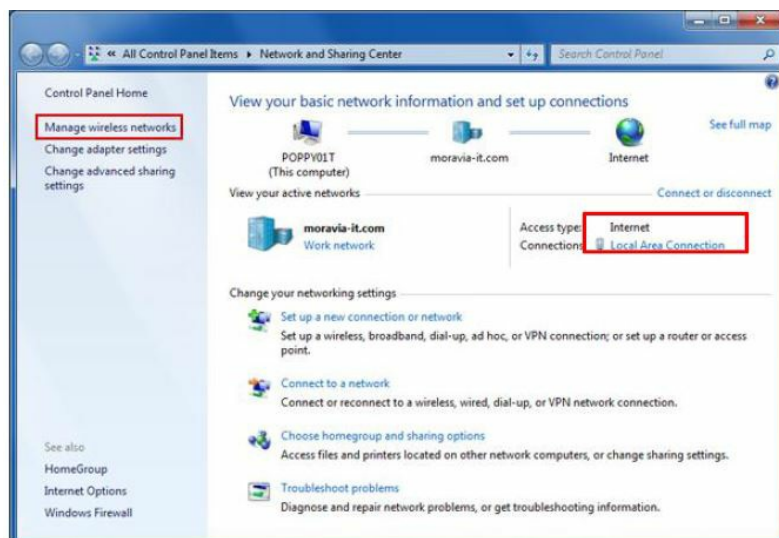 « All Control Panel Items Network and Sharing Center Search Control Panel
Control Panel Home
Manage wireless networks
Change adapter settings
Change advanced sharing
settings
View your basic network information and set up connections
See full map
POPPY01T
(This computer)
moravia-it.com
Internet
View your active networks
Connect or disconnect
moravia-it.com
Work network
Access type: Internet
Connections: Local Area Connection
Change your networking settings
Set up a new connection or network
Set up a wireless, broadband, dial-up, ad hoc, or VPN connection; or set up a router or access
point.
Connect to a network
Connect or reconnect to a wireless, wired, dial-up, or VPN network connection.
Choose homegroup and sharing options
Access files and printers located on other network computers, or change sharing settings.
Troubleshoot problems
Diagnose and repair network problems, or get troubleshooting information.
See also
HomeGroup
Internet Options
Windows Firewall